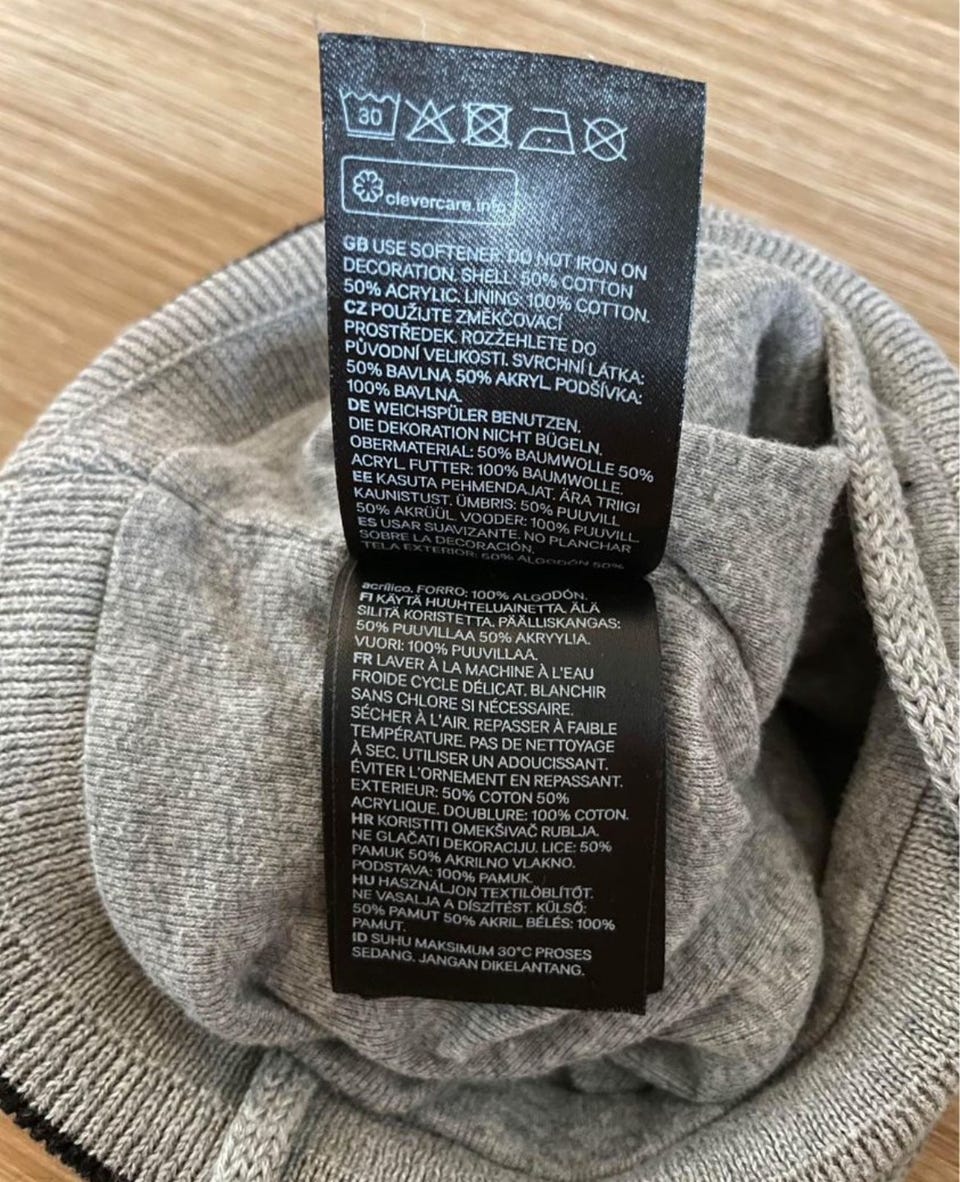 30
clevercare.info
GB USE SOFTENER. DO NOT IRON ON
DECORATION. SHELL: 50% COTTON
50% ACRYLIC. LINING: 100% COTTON.
CZ POUŽIJTE ZMĚKČOVACÍ
PROSTŘEDEK. ROZŽEHLETE DO
PŮVODNÍ VELIKOSTI. SVRCHNÍ LÁTKA:
50% BAVLNA 50% AKRYL. PODŠÍVKA:
100% BAVLNA.
DE WEICHSPÜLER BENUTZEN.
DIE DEKORATION NICHT BÜGELN.
OBERMATERIAL: 50% BAUMWOLLE 50%
ACRYL. FUTTER: 100% BAUMWOLLE.
EE KASUTA PEHMENDAJAT. ÄRA TRIIGI
KAUNISTUST. ÜMBRIS: 50% PUUVILL
50% AKRÜÜL. VOODER: 100% PUUVILL.
ES USAR SUAVIZANTE. NO PLANCHAR
SOBRE LA DECORACIÓN.
TELA EXTERIOR: 50% ALGODÓN 50%
acrílico. FORRO: 100% ALGODÓN.
FI KÄYTÄ HUUHTELUAINETTA. ÄLÄ
SILITÄ KORISTETTA. PÄÄLLISKANGAS:
50% PUUVILLAA 50% AKRYYLIA.
VUORI: 100% PUUVILLAA.
FR LAVER À LA MACHINE À L'EAU
FROIDE CYCLE DÉLICAT. BLANCHIR
SANS CHLORE SI NÉCESSAIRE.
SÉCHER À L'AIR. REPASSER À FAIBLE
TEMPÉRATURE. PAS DE NETTOYAGE
À SEC. UTILISER UN ADOUCISSANT.
ÉVITER L'ORNEMENT EN REPASSANT.
EXTERIEUR: 50% COTON 50%
ACRYLIQUE. DOUBLURE: 100% COTON.
HR KORISTITI OMEKŠIVAČ RUBLJA.
NE GLAČATI DEKORACIJU. LICE: 50%
PAMUK 50% AKRILNO VLAKNO.
PODSTAVA: 100% PAMUK.
HU HASZNÁLJON TEXTILÖBLÍTŐT.
NE VASALJA A DÍSZÍTÉST. KÜLSŐ:
50% PAMUT 50% AKRIL. BÉLÉS: 100%
PAMUT.
ID SUHU MAKSIMUM 30°C PROSES
SEDANG. JANGAN DIKELANTANG.